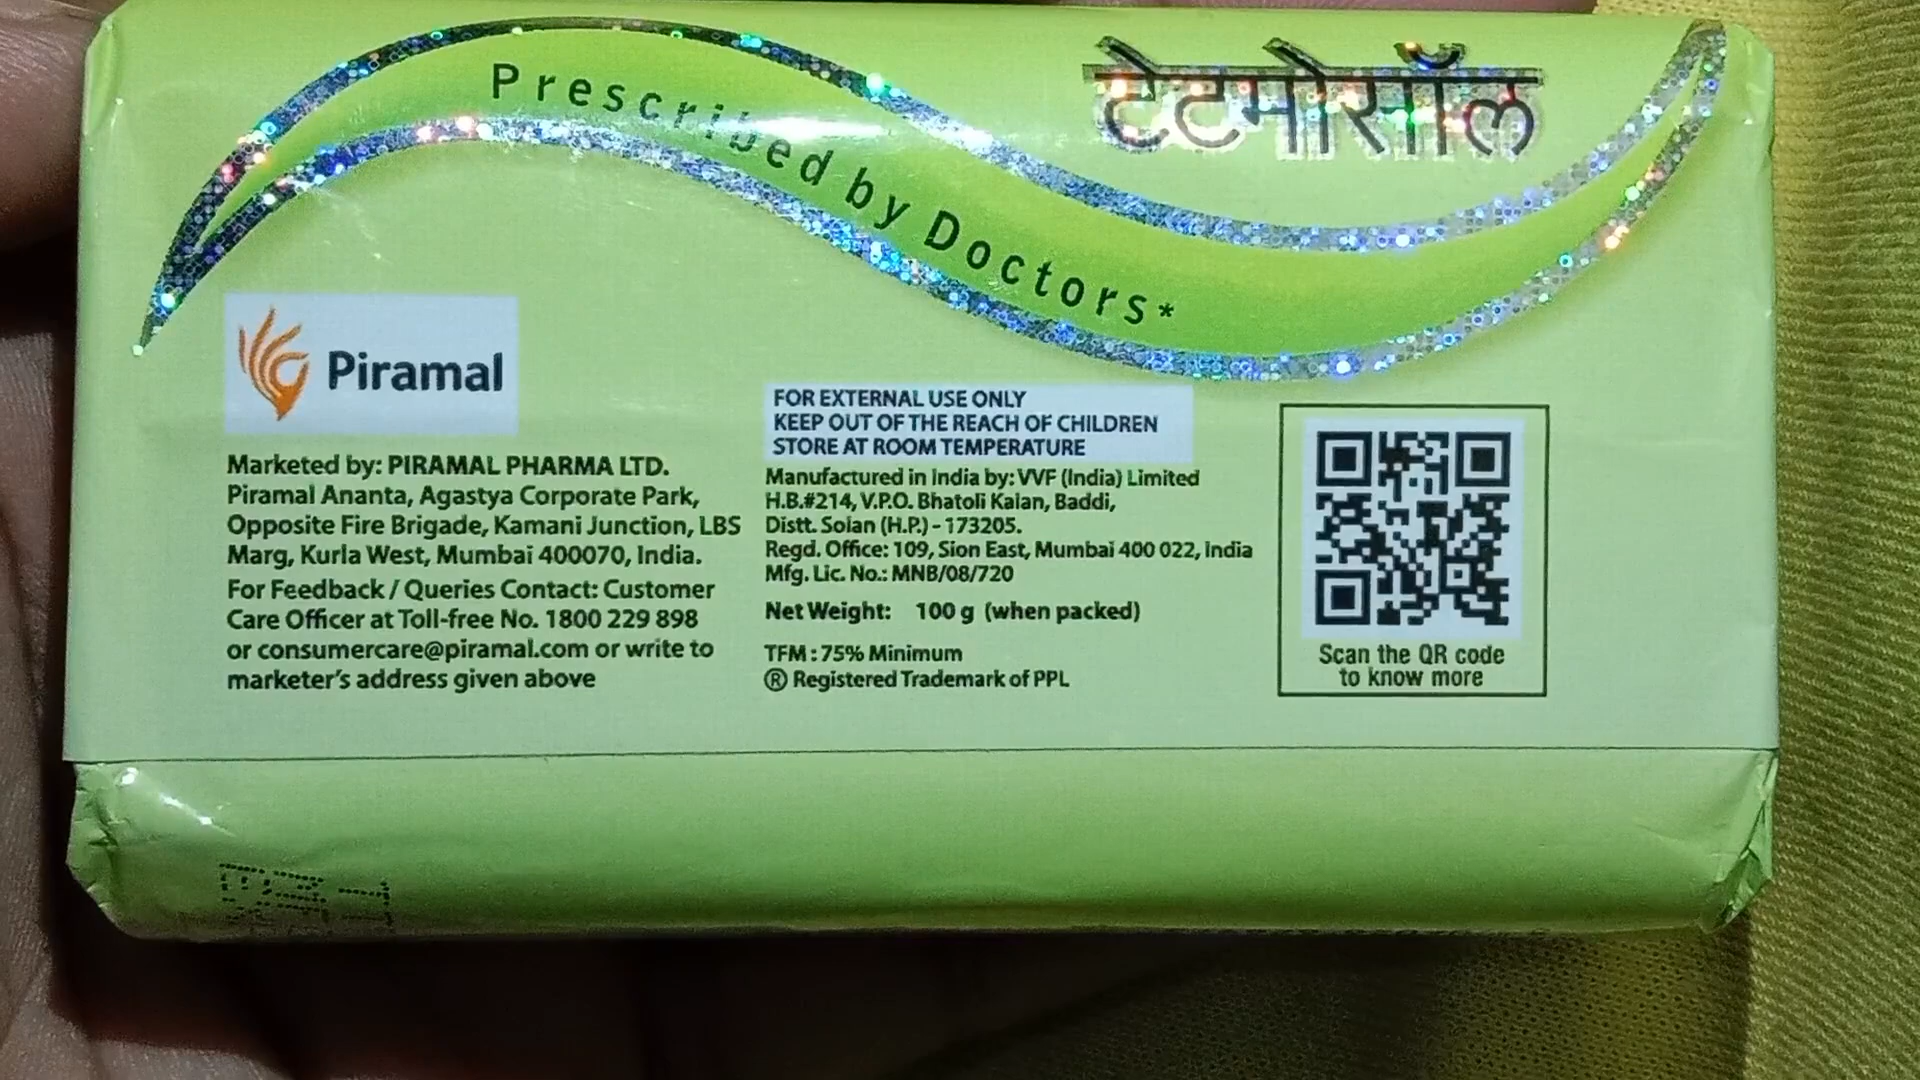 टेटमोसॉल
Prescribed by Doctors*
Piramal
Marketed by: PIRAMAL PHARMA LTD.
Piramal Ananta, Agastya Corporate Park,
Opposite Fire Brigade, Kamani Junction, LBS
Marg, Kurla West, Mumbai 400070, India.
For Feedback / Queries Contact: Customer
Care Officer at Toll-free No. 1800 229 898
or consumercare@piramal.com or write to
marketer's address given above
FOR EXTERNAL USE ONLY
KEEP OUT OF THE REACH OF CHILDREN
STORE AT ROOM TEMPERATURE
Manufactured in India by: VVF (India) Limited
H.B.#214, V.P.O. Bhatoli Kalan, Baddi,
Distt. Solan (H.P.) - 173205.
Regd. Office: 109, Sion East, Mumbai 400 022, India
Mfg. Lic. No.: MNB/08/720
Net Weight: 100 g (when packed)
TFM : 75% Minimum
® Registered Trademark of PPL
Scan the QR code
to know more